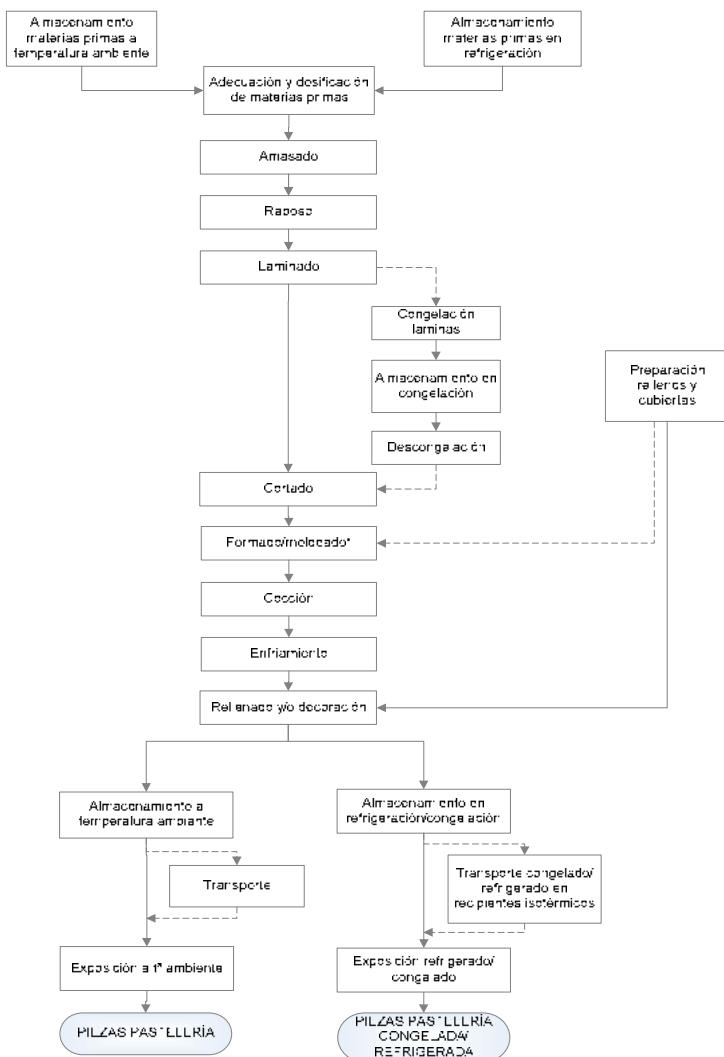 Almacenamiento
materias primas a
temperatura ambiente
Almacenamiento
materias primas en
refrigeración
Adecuación y dosificación
de materias primas
Amasado
Reposo
Laminado
Congelación
laminas
Almacenamiento en
congelación
Descongelación
Preparación
rellenos y
cubiertas
Cortado
Formado/moldeado*
Cocción
Enfriamiento
Rellenado y/o decoración
Almacenamiento a
temperatura ambiente
Almacenamiento en
refrigeración/congelación
Transporte
Transporte congelado/
refrigerado en
recipientes isotérmicos
Exposición a tª ambiente
Exposición refrigerado/
congelado
PIEZAS PASTELERÍA
PIEZAS PASTELERÍA
CONGELADA/
REFRIGERADA